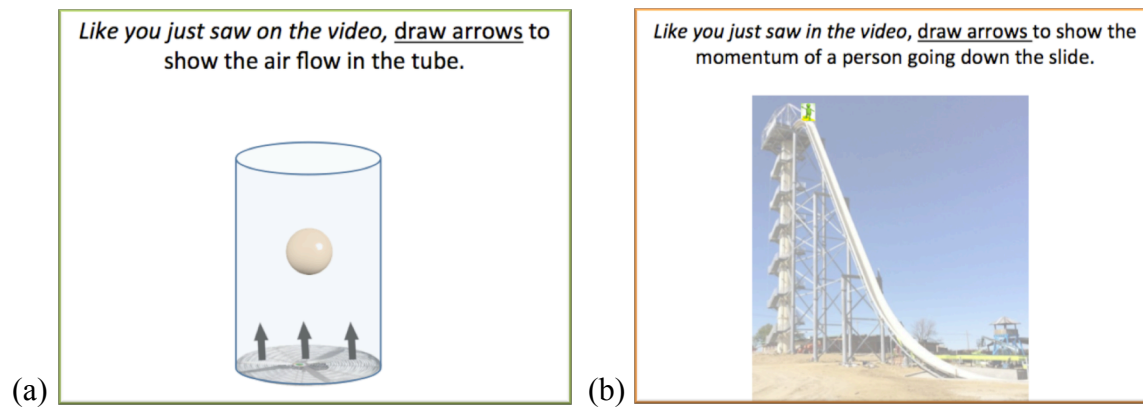 Like you just saw on the video, draw arrows to
show the air flow in the tube.
(a)
Like you just saw in the video, draw arrows to show the
momentum of a person going down the slide.
(b)